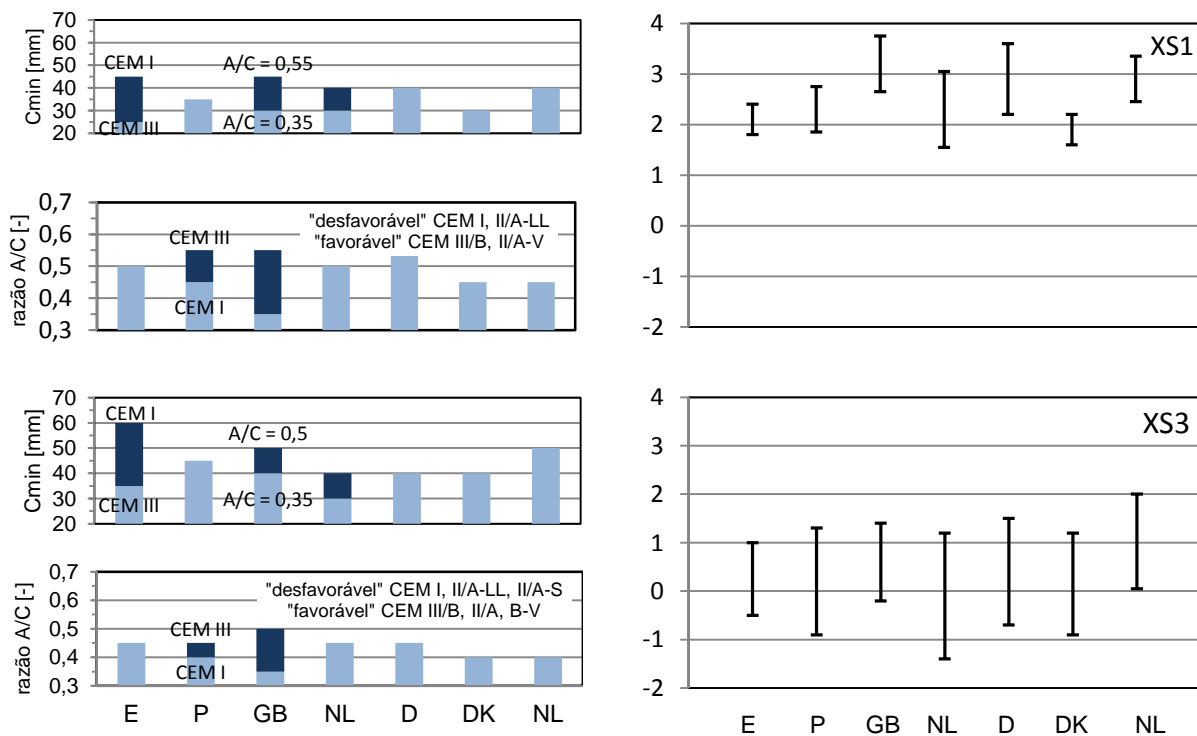 70
60
50
40
30
20
Cmin [mm]
CEM I
CEM III
A/C = 0,55
A/C = 0,35
0,7
0,6
0,5
0,4
0,3
razão A/C [-]
"desfavorável" CEM I, II/A-LL
"favorável" CEM III/B, II/A-V
CEM III
CEM I
70
60
50
40
30
20
Cmin [mm]
CEM I
CEM III
A/C = 0,5
A/C = 0,35
0,7
0,6
0,5
0,4
0,3
razão A/C [-]
"desfavorável" CEM I, II/A-LL, II/A-S
"favorável" CEM III/B, II/A, B-V
CEM III
CEM I
E P GB NL D DK NL
4
3
2
1
0
-1
-2
XS1
4
3
2
1
0
-1
-2
XS3
E P GB NL D DK NL